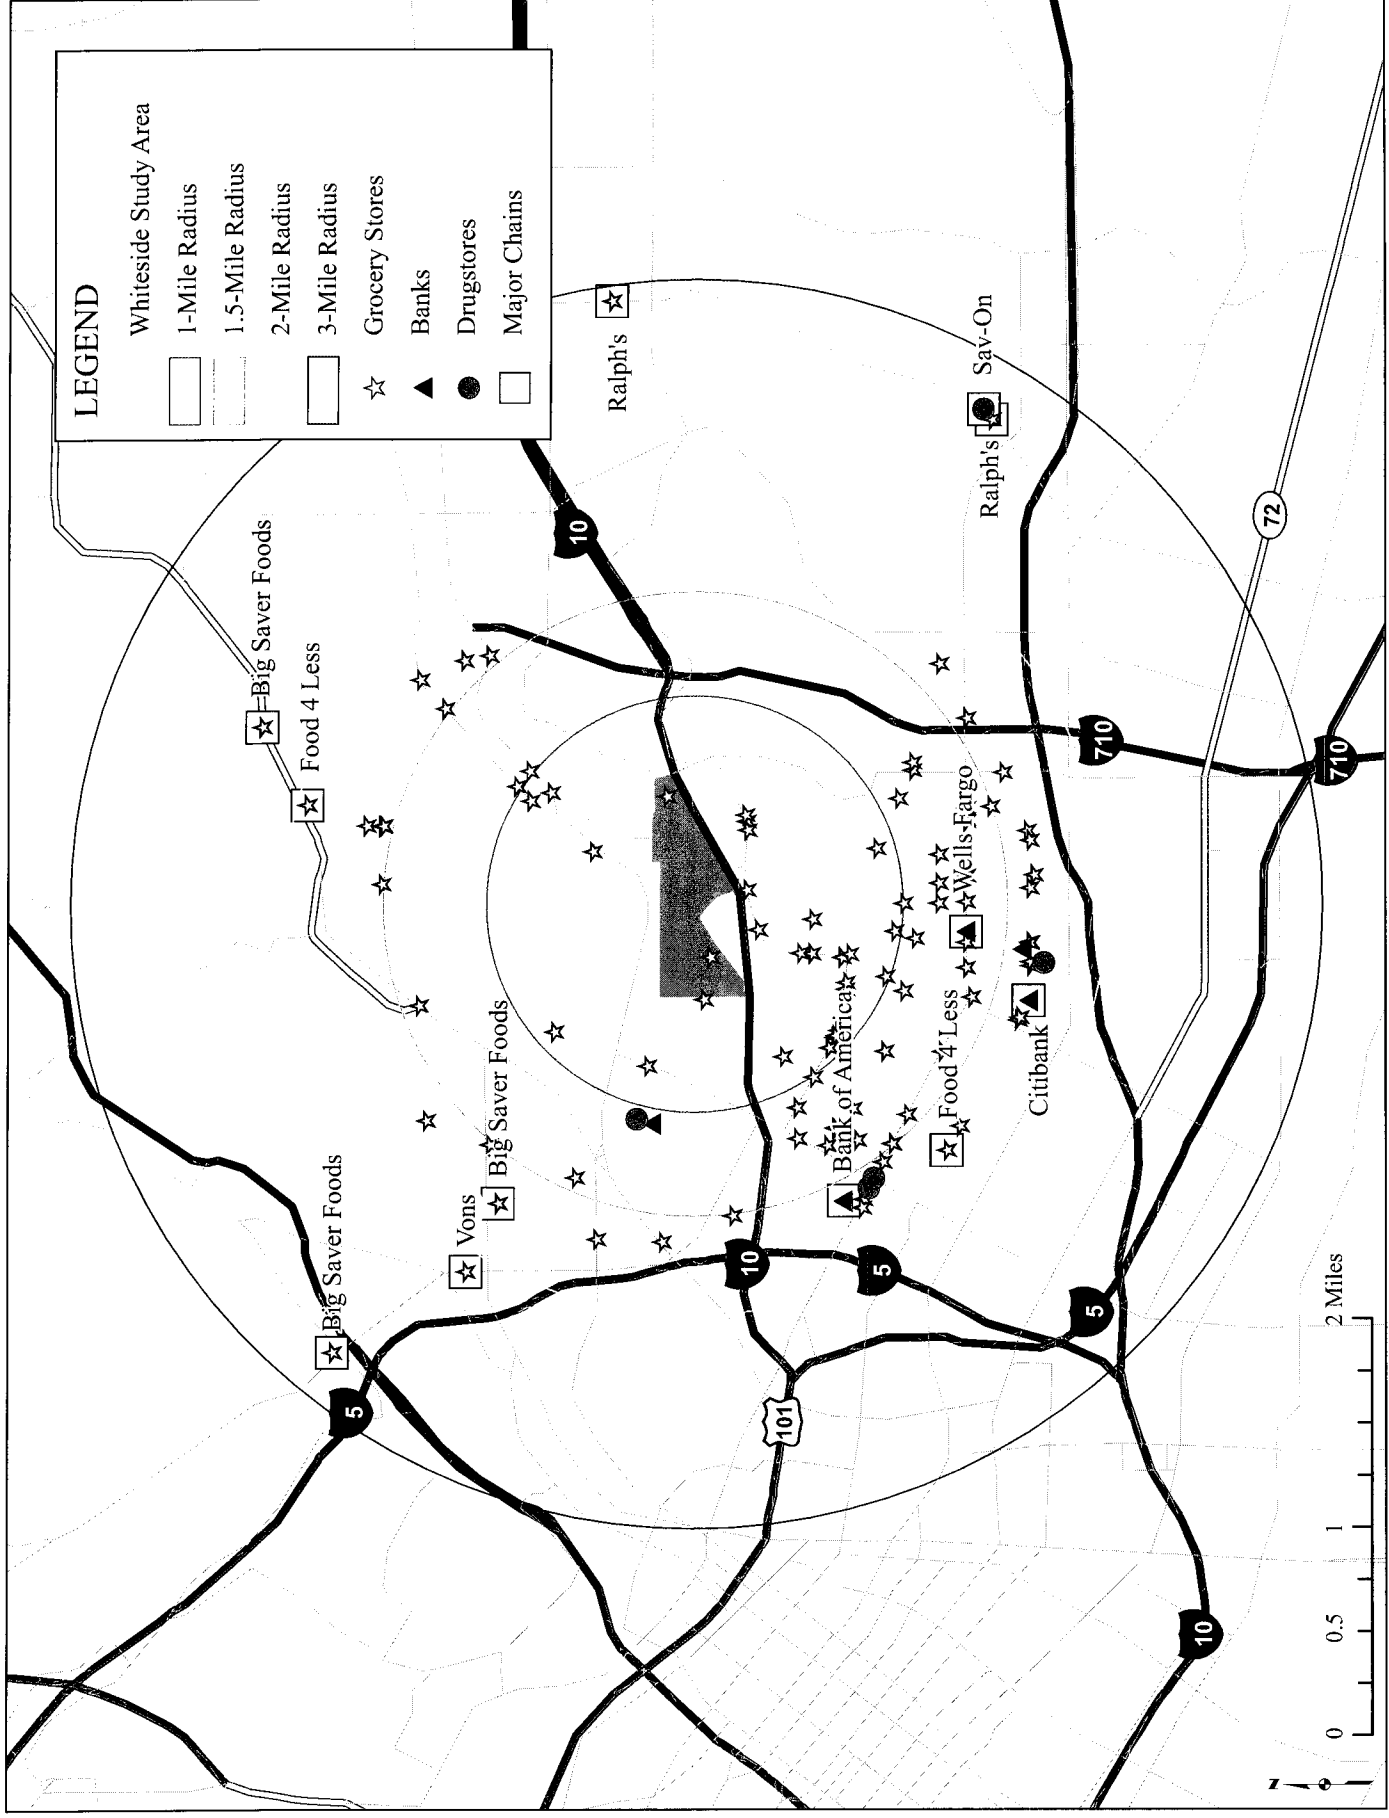 LEGEND
Whiteside Study Area
1-Mile Radius
1.5-Mile Radius
2-Mile Radius
3-Mile Radius
Grocery Stores
Banks
Drugstores
Major Chains
Big Saver Foods
Food 4 Less
Big Saver Foods
Vons
Big Saver Foods
Ralph's
Sav-On
Ralph's
Wells Fargo
Bank of America
Food 4 Less
Citibank
5
10
10
101
5
5
10
710
710
72
0
0.5
1
2 Miles
N